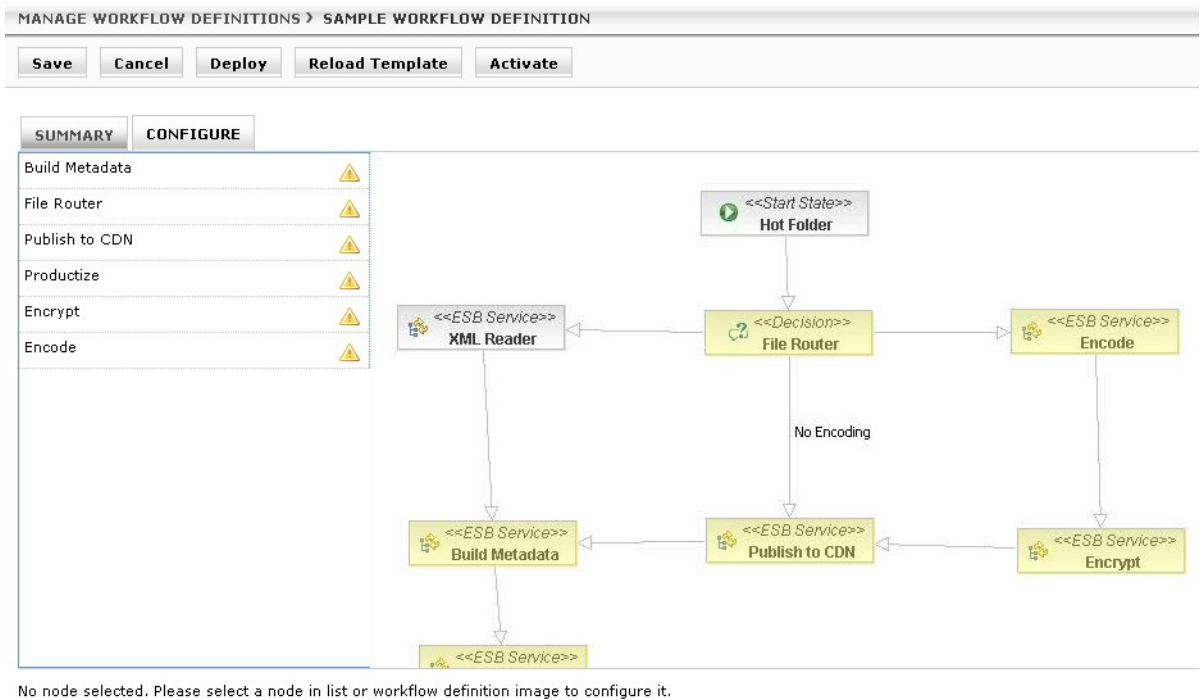 MANAGE WORKFLOW DEFINITIONS › SAMPLE WORKFLOW DEFINITION
Save Cancel Deploy Reload Template Activate
SUMMARY CONFIGURE
Build Metadata
File Router
Publish to CDN
Productize
Encrypt
Encode
<<Start State>>
Hot Folder
<<ESB Service>>
XML Reader
<<Decision>>
File Router
<<ESB Service>>
Encode
No Encoding
<<ESB Service>>
Build Metadata
<<ESB Service>>
Publish to CDN
<<ESB Service>>
Encrypt
<<ESB Service>>
No node selected. Please select a node in list or workflow definition image to configure it.